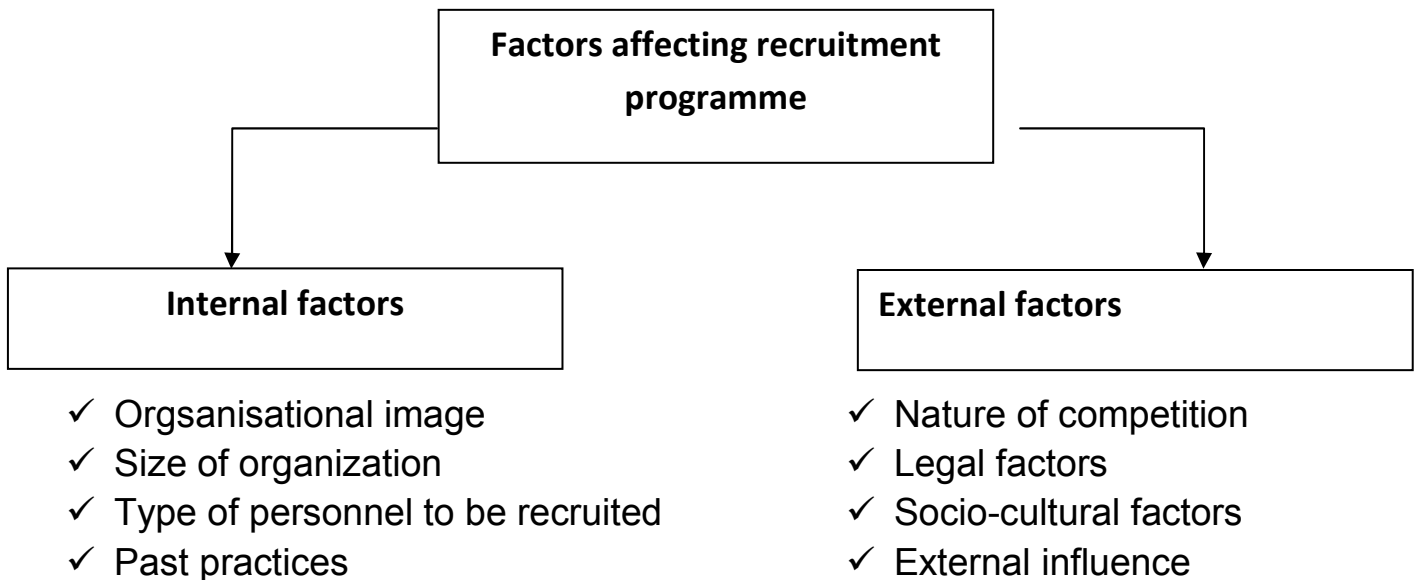 Factors affecting recruitment
programme
Internal factors
✓ Orgsanisational image
✓ Size of organization
✓ Type of personnel to be recruited
✓ Past practices
External factors
✓ Nature of competition
✓ Legal factors
✓ Socio-cultural factors
✓ External influence